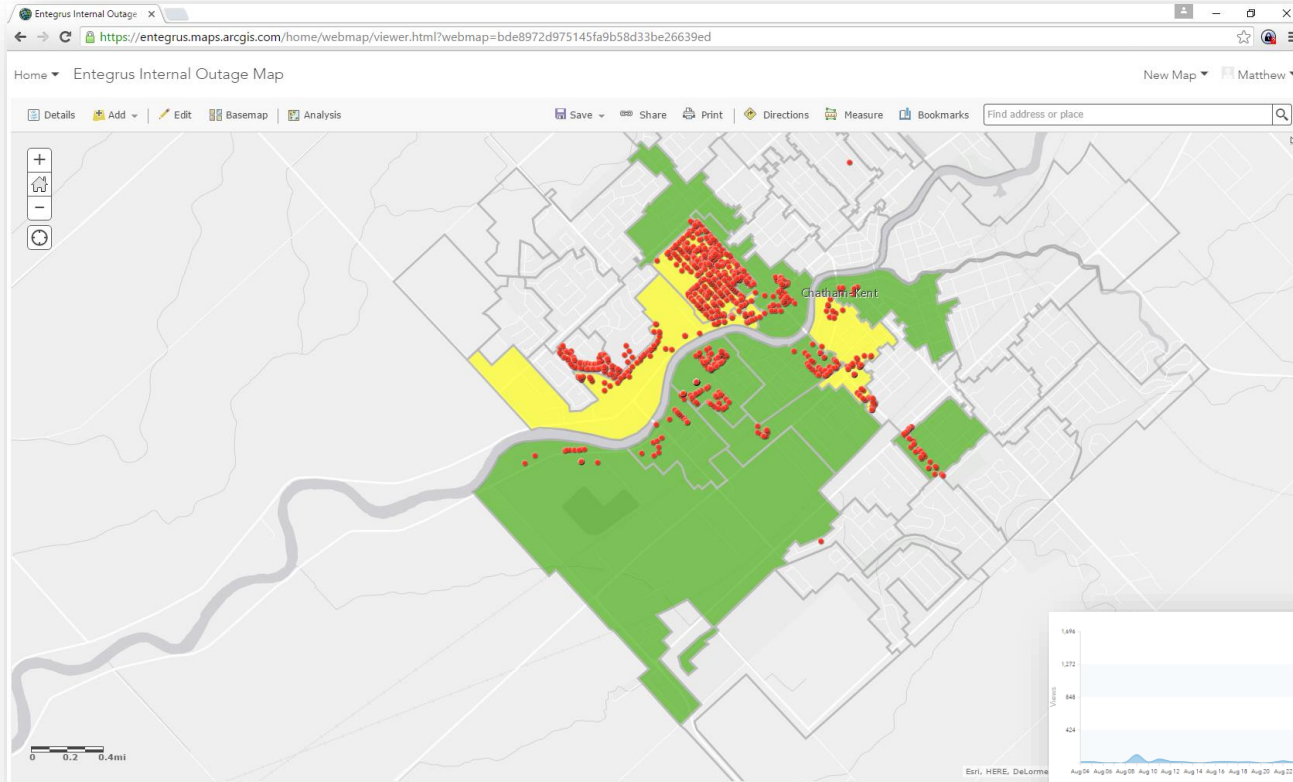 Entegrus Internal Outage
https://entegrus.maps.arcgis.com/home/webmap/viewer.html?webmap=bde8972d975145fa9b58d33be26639ed
Home Entegrus Internal Outage Map New Map Matthew
Details Add Edit Basemap Analysis Save Share Print Directions Measure Bookmarks Find address or place
Chatham-Kent
0 0.2 0.4mi
Esri, HERE, DeLorme
Views
1,696
1,272
848
424
Aug 04 Aug 06 Aug 08 Aug 10 Aug 12 Aug 14 Aug 16 Aug 18 Aug 20 Aug 22